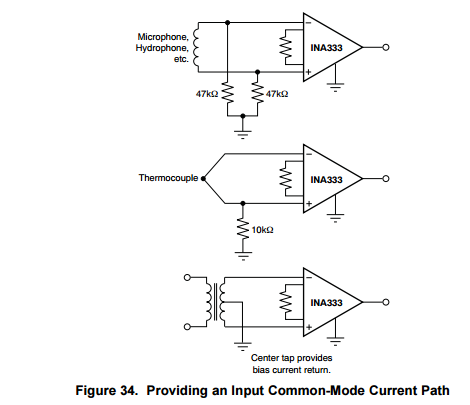 Microphone,
Hydrophone,
etc.
−
INA333
+
47kΩ
47kΩ
Thermocouple
−
INA333
+
10kΩ
−
INA333
+
Center tap provides
bias current return.
Figure 34. Providing an Input Common-Mode Current Path